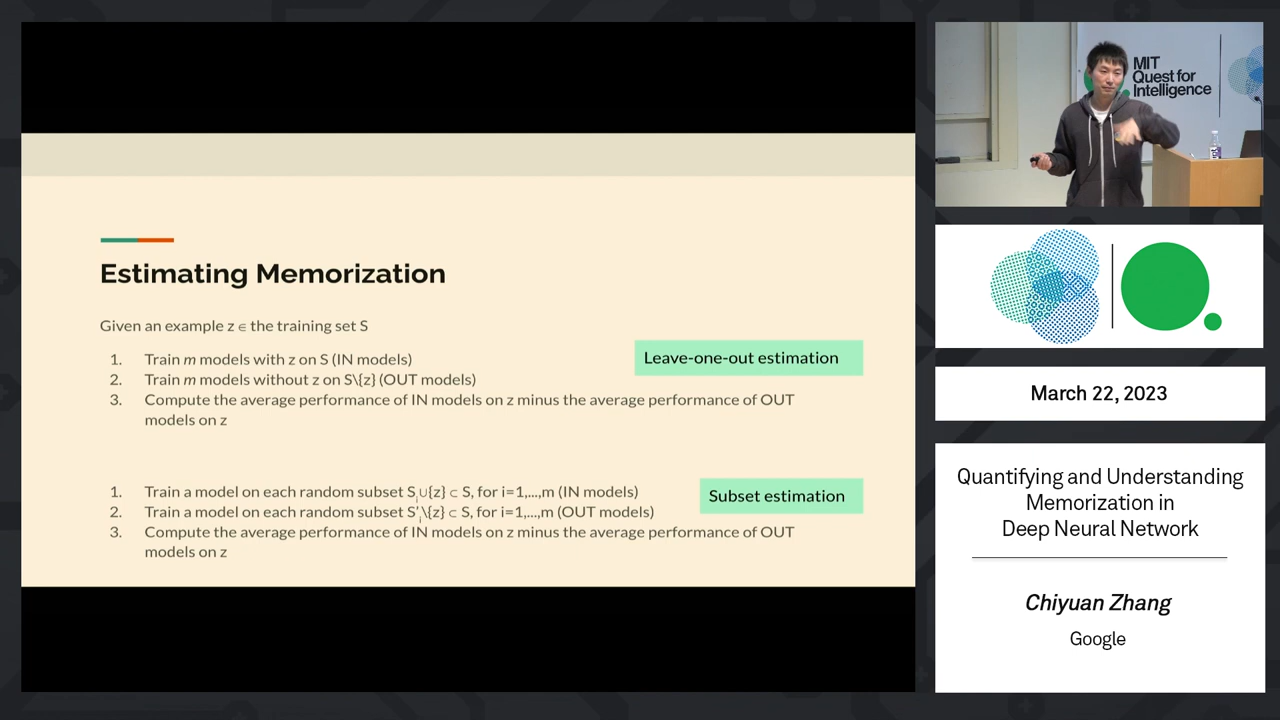 Estimating Memorization
Given an example z ∈ the training set S
1. Train m models with z on S (IN models)
2. Train m models without z on S\{z} (OUT models)
3. Compute the average performance of IN models on z minus the average performance of OUT
models on z
Leave-one-out estimation
1. Train a model on each random subset Sᵢ∪{z} ⊂ S, for i=1,...,m (IN models)
2. Train a model on each random subset S'ᵢ\{z} ⊂ S, for i=1,...,m (OUT models)
3. Compute the average performance of IN models on z minus the average performance of OUT
models on z
Subset estimation
MIT
Quest for
Intelligence
March 22, 2023
Quantifying and Understanding
Memorization in
Deep Neural Network
Chiyuan Zhang
Google